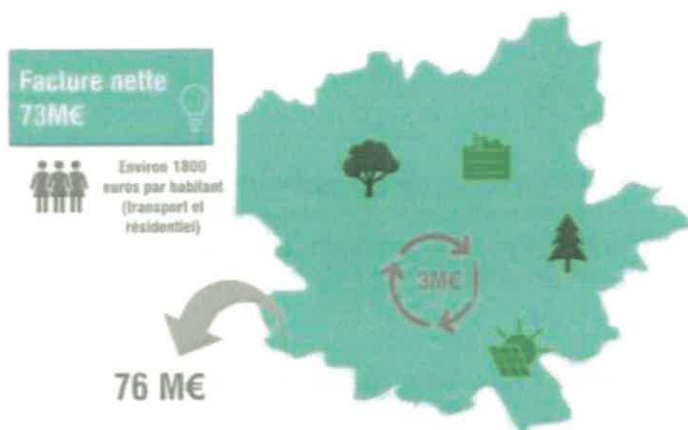 Facture nette
73M€
Environ 1800
euros par habitant
(transport et
résidentiel)
3M€
76 M€